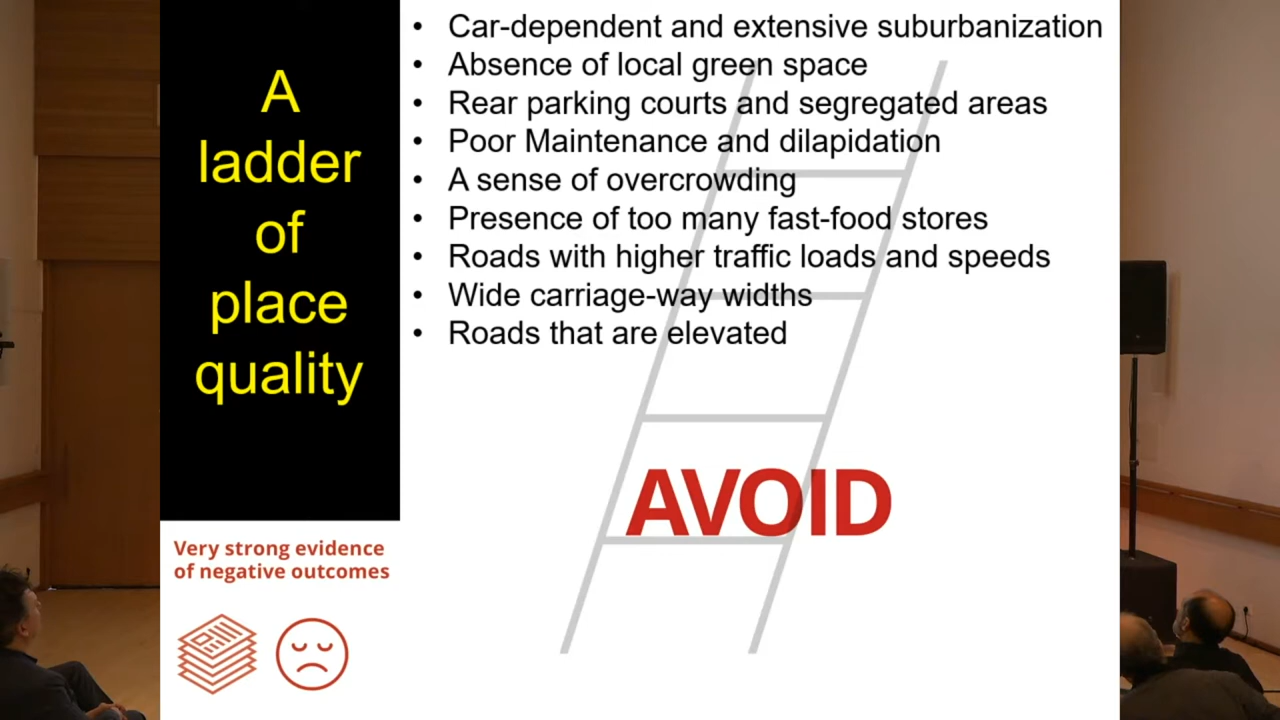 A
ladder
of
place
quality
Very strong evidence
of negative outcomes
• Car-dependent and extensive suburbanization
• Absence of local green space
• Rear parking courts and segregated areas
• Poor Maintenance and dilapidation
• A sense of overcrowding
• Presence of too many fast-food stores
• Roads with higher traffic loads and speeds
• Wide carriage-way widths
• Roads that are elevated
AVOID